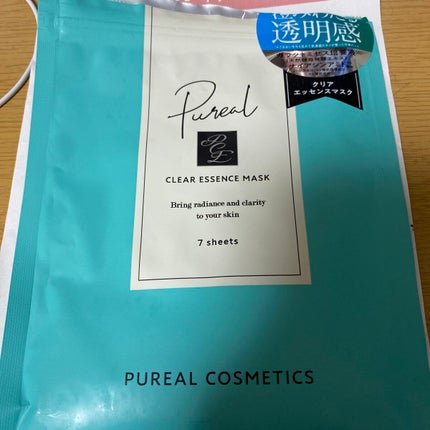 透明感
クリア
エッセンスマスク
Pureal
CLEAR ESSENCE MASK
Bring radiance and clarity
to your skin
7 sheets
PUREAL COSMETICS